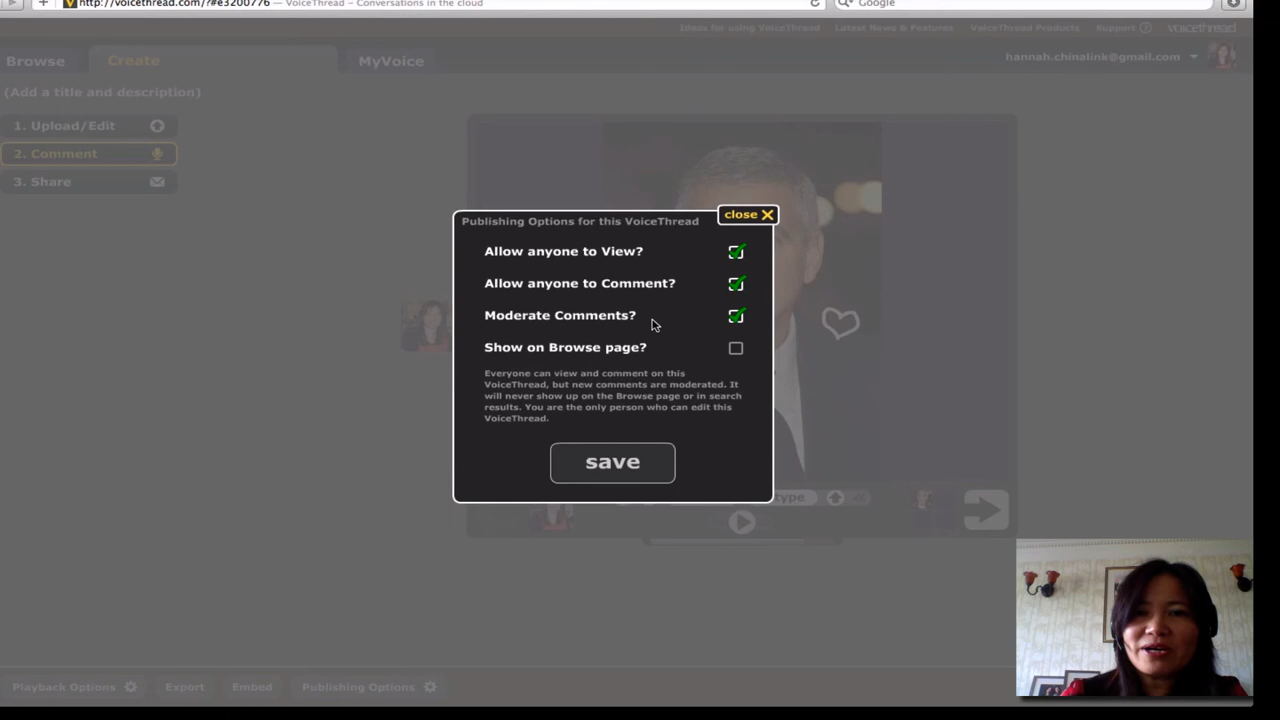 http://voicethread.com/?#e3200776 — VoiceThread – Conversations in the cloud
Google
Ideas for using VoiceThread
Latest News & Features
VoiceThread Products
Support ?
voicethread
Browse
Create
MyVoice
hannah.chinalink@gmail.com
(Add a title and description)
1. Upload/Edit
2. Comment
3. Share
Publishing Options for this VoiceThread
close X
Allow anyone to View?
Allow anyone to Comment?
Moderate Comments?
Show on Browse page?
Everyone can view and comment on this
VoiceThread, but new comments are moderated. It
will never show up on the Browse page or in search
results. You are the only person who can edit this
VoiceThread.
save
type
Playback Options
Export
Embed
Publishing Options